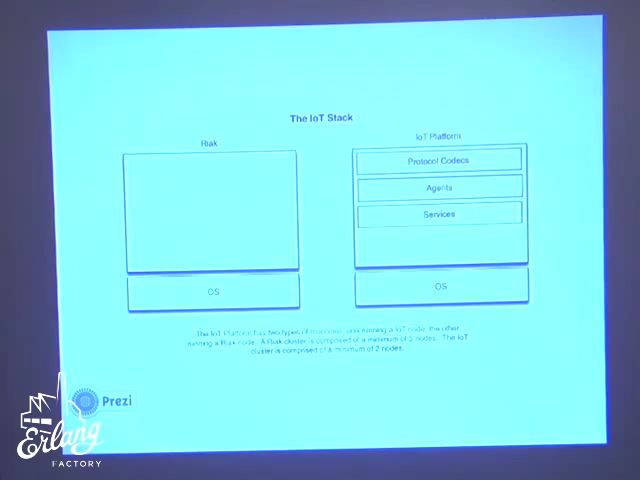 The IoT Stack
Riak
IoT Platform
Protocol Codecs
Agents
Services
OS
OS
The IoT Platform has two types of machines, one running a IoT node, the other
running a Riak node. A Riak cluster is comprised of a minimum of 5 nodes. The IoT
cluster is comprised of a minimum of 2 nodes.
Prezi
Erlang
FACTORY